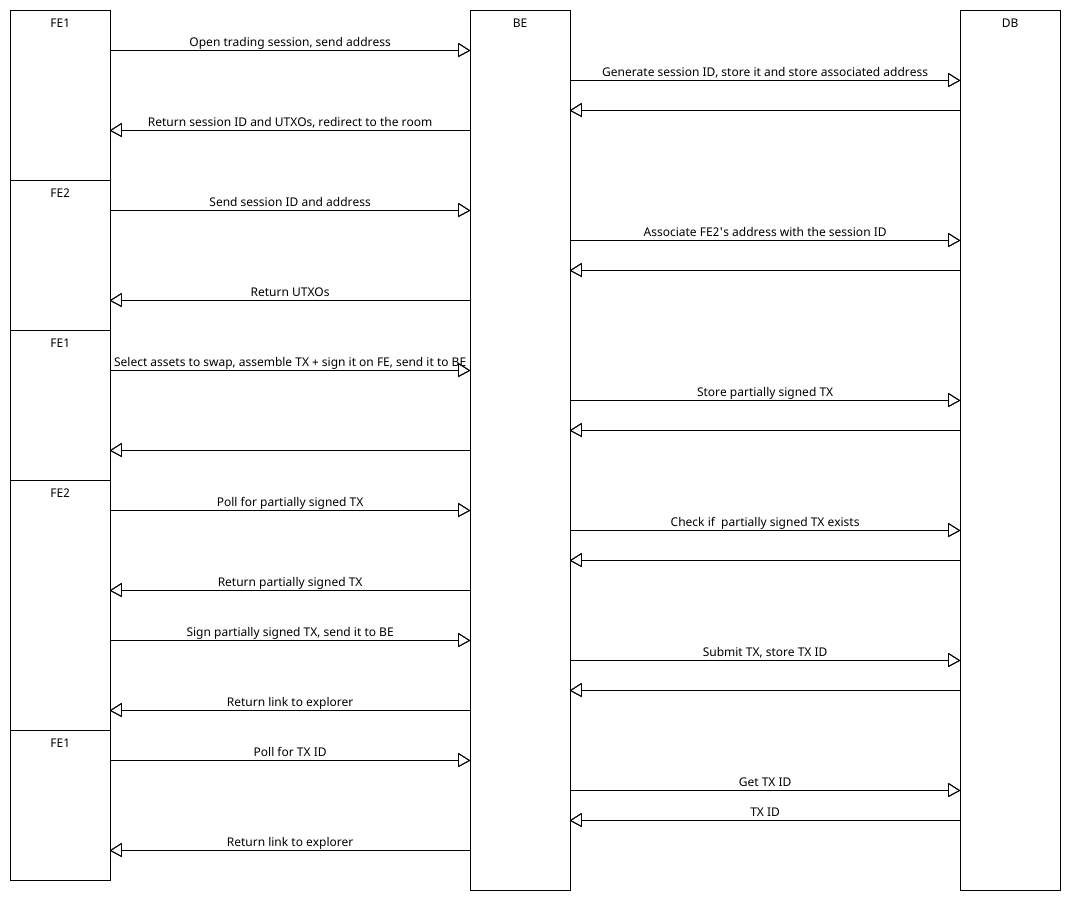 FE1
BE
DB
Open trading session, send address
Generate session ID, store it and store associated address
Return session ID and UTXOs, redirect to the room
FE2
Send session ID and address
Associate FE2's address with the session ID
Return UTXOs
FE1
Select assets to swap, assemble TX + sign it on FE, send it to BE
Store partially signed TX
FE2
Poll for partially signed TX
Check if  partially signed TX exists
Return partially signed TX
Sign partially signed TX, send it to BE
Submit TX, store TX ID
Return link to explorer
FE1
Poll for TX ID
Get TX ID
TX ID
Return link to explorer